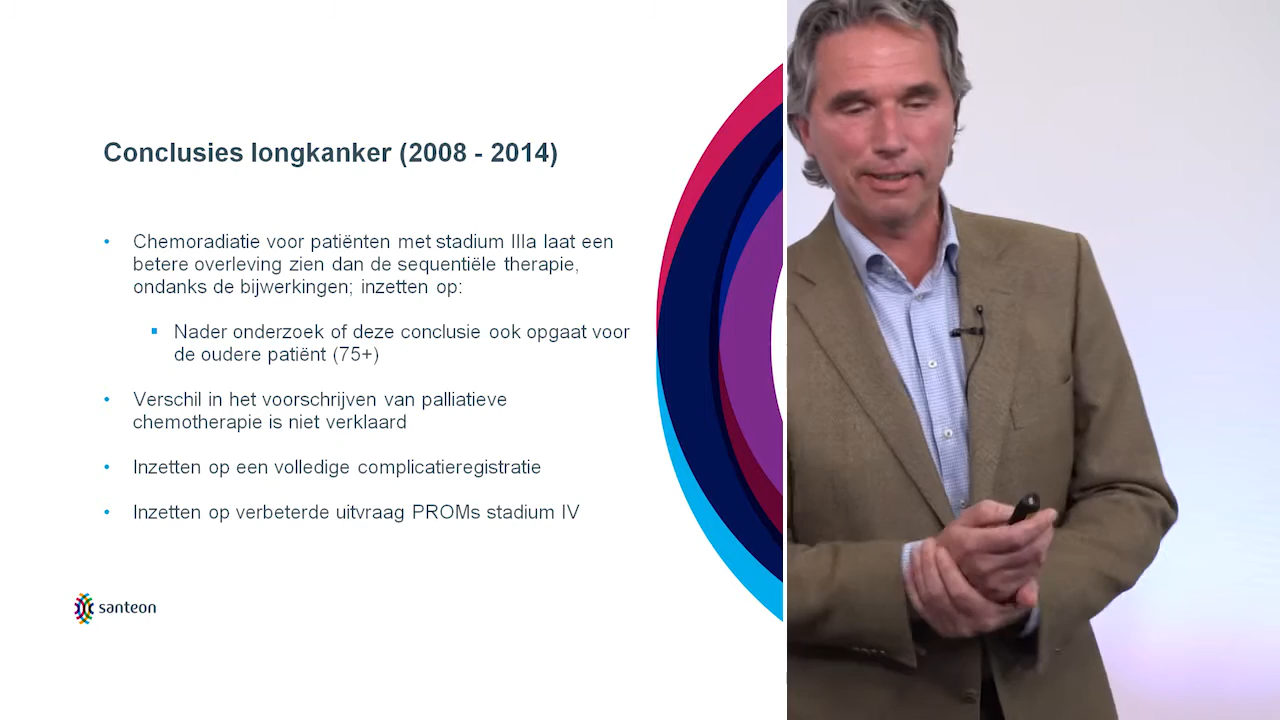 Conclusies longkanker (2008 - 2014)
• Chemoradiatie voor patiënten met stadium IIIa laat een
betere overleving zien dan de sequentiële therapie,
ondanks de bijwerkingen; inzetten op:
▪ Nader onderzoek of deze conclusie ook opgaat voor
de oudere patiënt (75+)
• Verschil in het voorschrijven van palliatieve
chemotherapie is niet verklaard
• Inzetten op een volledige complicatieregistratie
• Inzetten op verbeterde uitvraag PROMs stadium IV
santeon